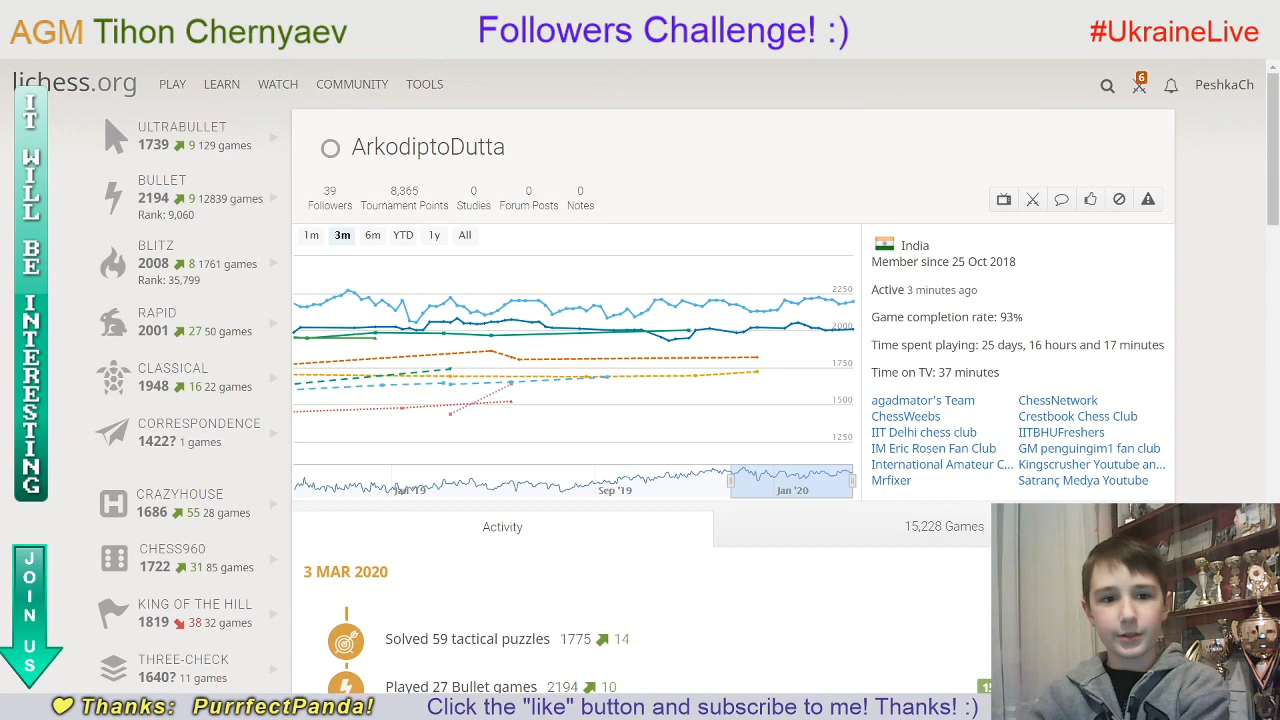 AGM Tihon Chernyaev
Followers Challenge! :)
#UkraineLive
lichess.org
PLAY LEARN WATCH COMMUNITY TOOLS
6
PeshkaCh
IT WILL BE INTERESTING
JOIN US
ULTRABULLET
1739 9 129 games
BULLET
2194 9 12839 games
Rank: 9,060
BLITZ
2008 8 1761 games
Rank: 35,799
RAPID
2001 27 50 games
CLASSICAL
1948 16 22 games
CORRESPONDENCE
1422? 1 games
CRAZYHOUSE
1686 55 28 games
CHESS960
1722 31 85 games
KING OF THE HILL
1819 38 32 games
THREE-CHECK
1640? 11 games
ArkodiptoDutta
39 8,365 0 0 0
Followers Tournament Points Studies Forum Posts Notes
1m 3m 6m YTD 1y All
2250
2000
1750
1500
1250
Jan '19 Sep '19 Jan '20
India
Member since 25 Oct 2018
Active 3 minutes ago
Game completion rate: 93%
Time spent playing: 25 days, 16 hours and 17 minutes
Time on TV: 37 minutes
agadmator's Team ChessNetwork
ChessWeebs Crestbook Chess Club
IIT Delhi chess club IITBHUFreshers
IM Eric Rosen Fan Club GM penguingim1 fan club
International Amateur C... Kingscrusher Youtube an...
Mrfixer Satranç Medya Youtube
Activity 15,228 Games
3 MAR 2020
Solved 59 tactical puzzles 1775 14
Played 27 Bullet games 2194 10
Thanks: PurrfectPanda!
Click the "like" button and subscribe to me! Thanks! :)